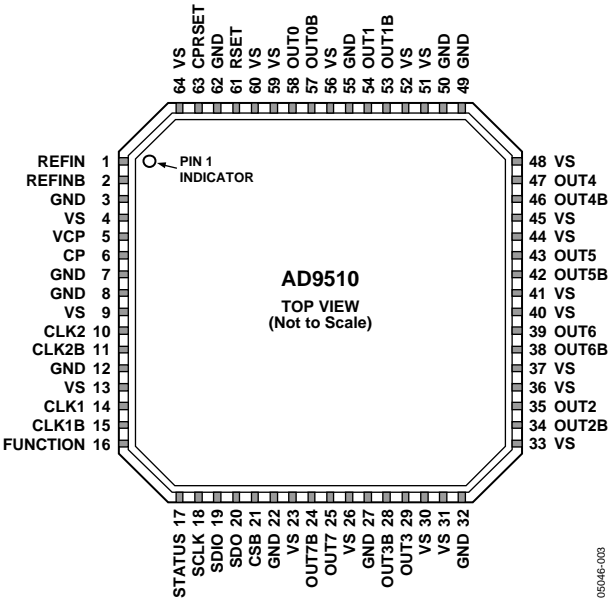 64 VS
63 CPRSET
62 GND
61 RSET
60 VS
59 VS
58 OUT0
57 OUT0B
56 VS
55 GND
54 OUT1
53 OUT1B
52 VS
51 VS
50 GND
49 GND
REFIN 1
REFINB 2
GND 3
VS 4
VCP 5
CP 6
GND 7
GND 8
VS 9
CLK2 10
CLK2B 11
GND 12
VS 13
CLK1 14
CLK1B 15
FUNCTION 16
PIN 1
INDICATOR
AD9510
TOP VIEW
(Not to Scale)
48 VS
47 OUT4
46 OUT4B
45 VS
44 VS
43 OUT5
42 OUT5B
41 VS
40 VS
39 OUT6
38 OUT6B
37 VS
36 VS
35 OUT2
34 OUT2B
33 VS
STATUS 17
SCLK 18
SDIO 19
SDO 20
CSB 21
GND 22
VS 23
OUT7B 24
OUT7 25
VS 26
GND 27
OUT3B 28
OUT3 29
VS 30
VS 31
GND 32
05046-003